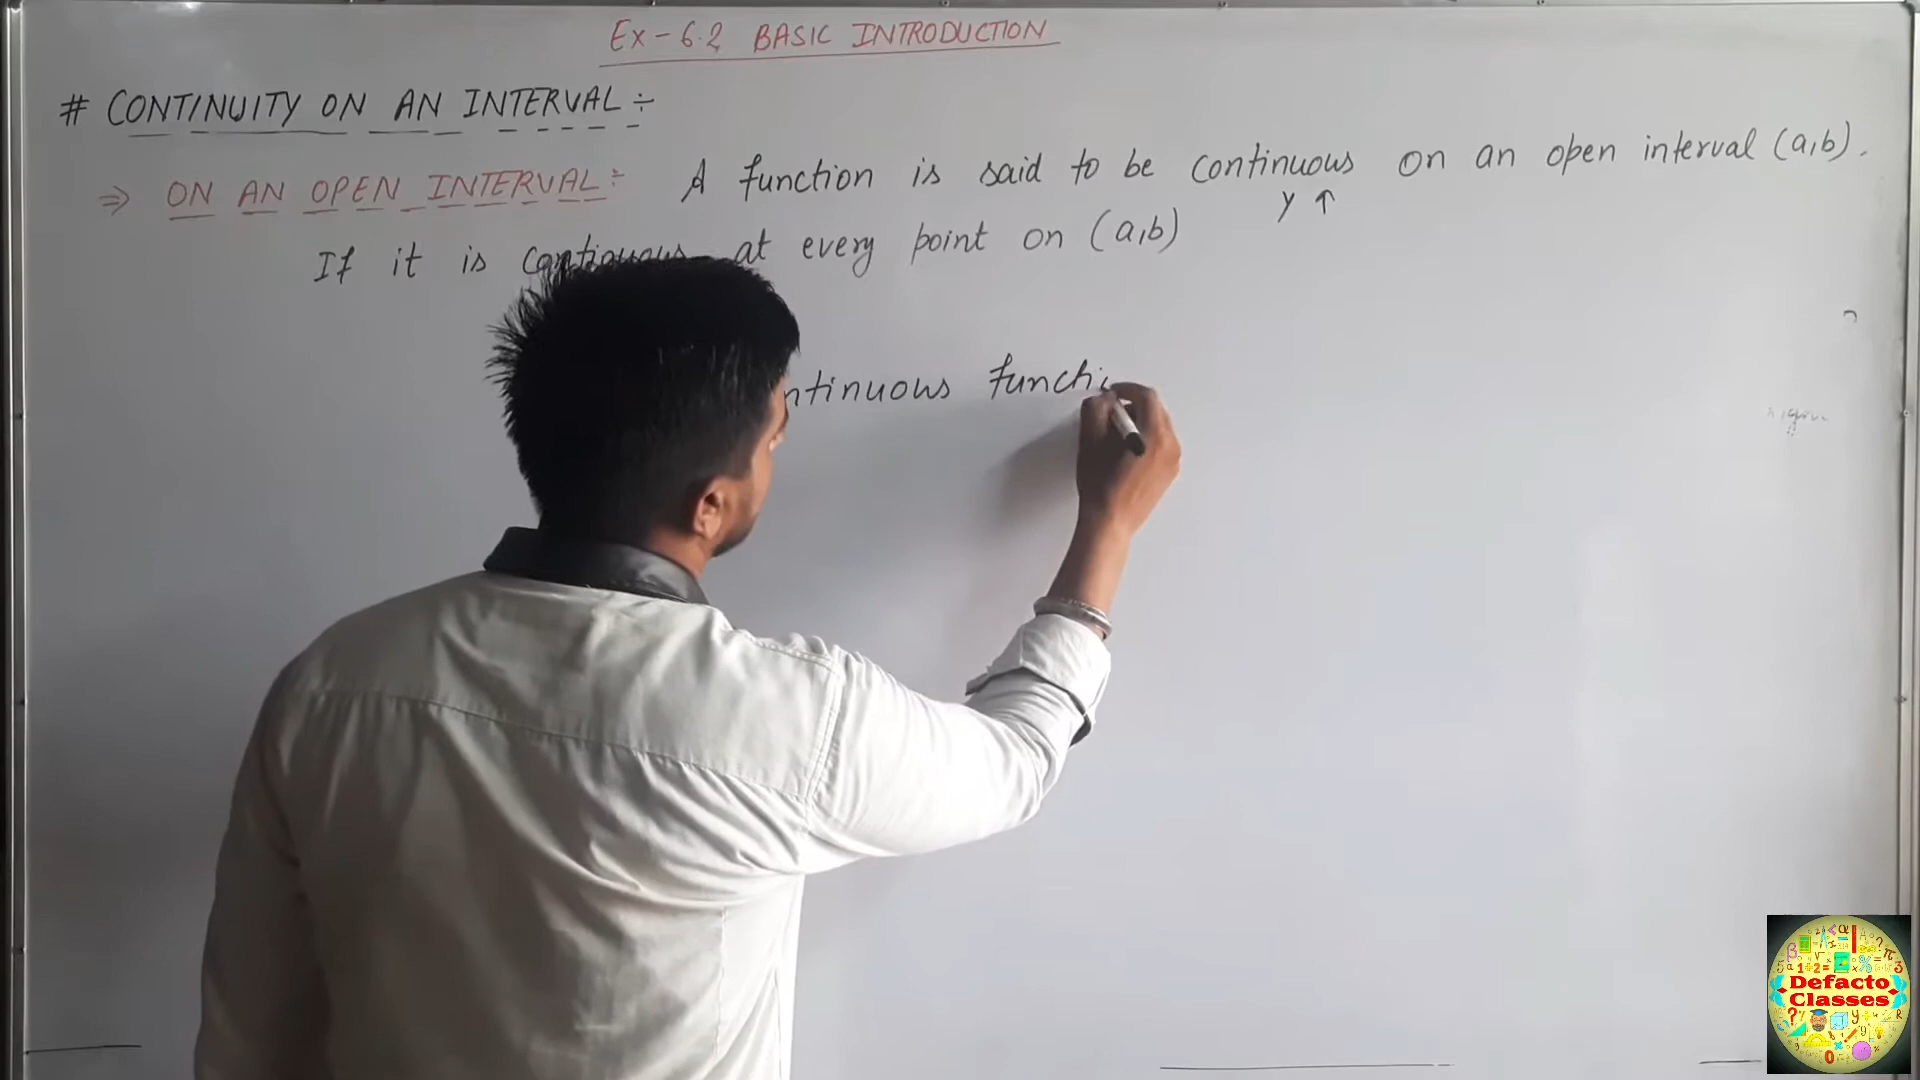 Ex-6.2 BASIC INTRODUCTION
# CONTINUITY ON AN INTERVAL ÷
⇒ ON AN OPEN INTERVAL ÷ A function is said to be continuous on an open interval (a,b).
y ↑
If it is continuous at every point on (a,b)
ntinuous functi
Defacto
Classes